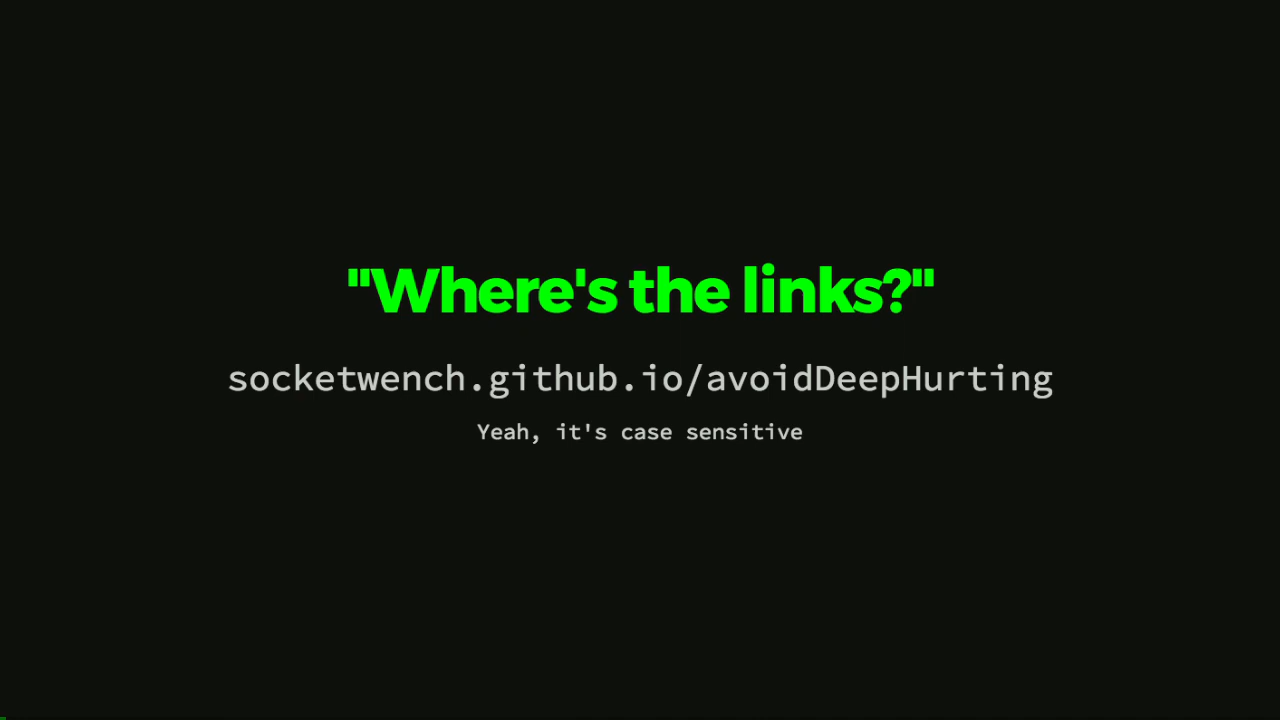 "Where's the links?"
socketwench.github.io/avoidDeepHurting
Yeah, it's case sensitive